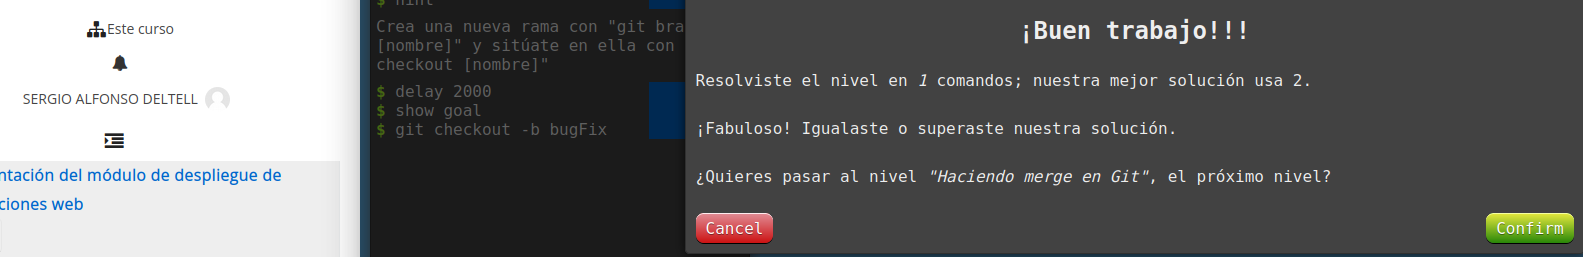 Este curso
SERGIO ALFONSO DELTELL
ntación del módulo de despliegue de
ciones web
$ hint
Crea una nueva rama con "git bra
[nombre]" y sitúate en ella con
checkout [nombre]"
$ delay 2000
$ show goal
$ git checkout -b bugFix
¡Buen trabajo!!!
Resolviste el nivel en 1 comandos; nuestra mejor solución usa 2.
¡Fabuloso! Igualaste o superaste nuestra solución.
¿Quieres pasar al nivel "Haciendo merge en Git", el próximo nivel?
Cancel
Confirm